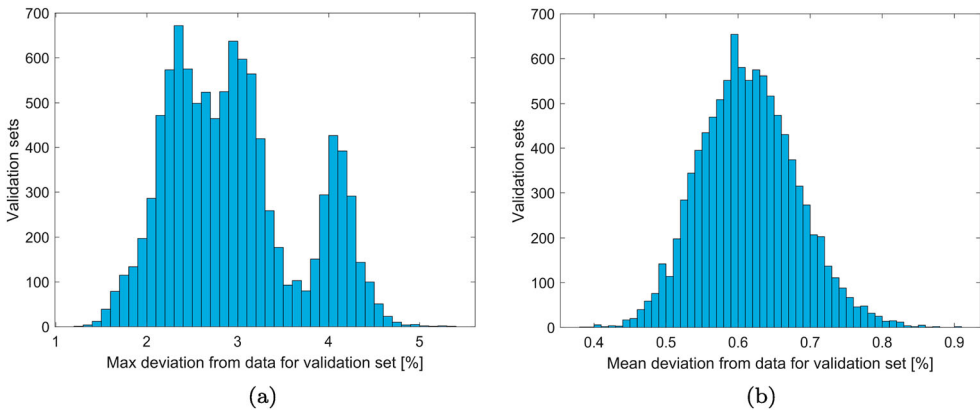 700
600
500
400
300
200
100
0
Validation sets
1 2 3 4 5
Max deviation from data for validation set [%]
(a)
700
600
500
400
300
200
100
0
Validation sets
0.4 0.5 0.6 0.7 0.8 0.9
Mean deviation from data for validation set [%]
(b)